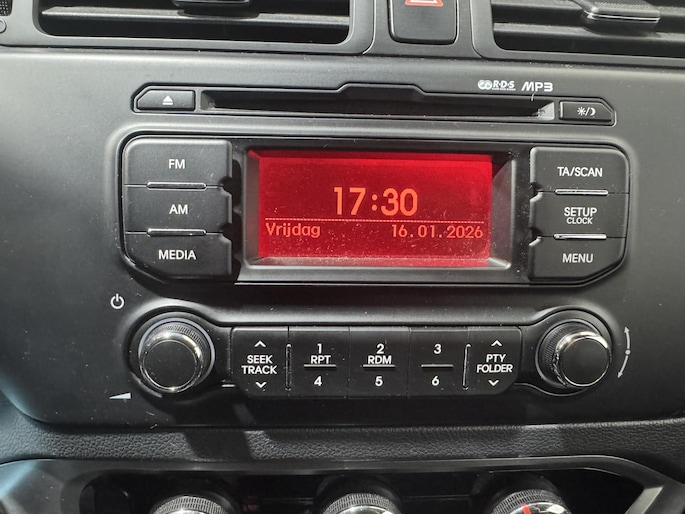 R·D·S MP3
FM
AM
MEDIA
17:30
Vrijdag 16.01.2026
TA/SCAN
SETUP
CLOCK
MENU
SEEK
TRACK
1 2 3
RPT RDM
4 5 6
PTY
FOLDER